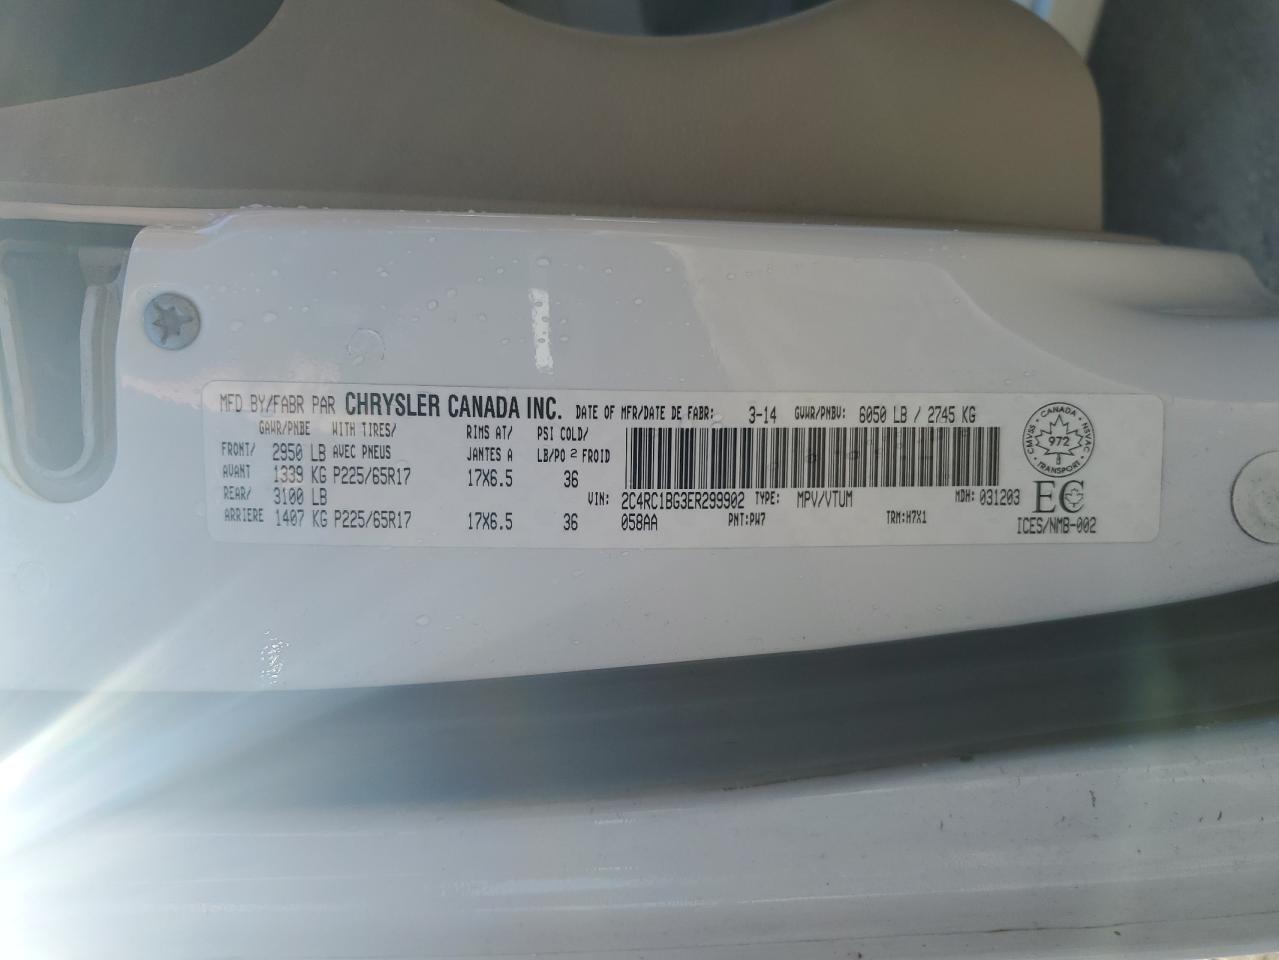 MFD BY/FABR PAR CHRYSLER CANADA INC. DATE OF MFR/DATE DE FABR: 3-14 GVWR/PNBV: 6050 LB / 2745 KG
GAWR/PNBE WITH TIRES/ RIMS AT/ PSI COLD/
FRONT/ 2950 LB AVEC PNEUS JANTES A LB/PO² FROID
AVANT 1339 KG P225/65R17 17X6.5 36
REAR/ 3100 LB
VIN: 2C4RC1BG3ER299902 TYPE: MPV/VTUM MDH: 031203
ARRIERE 1407 KG P225/65R17 17X6.5 36 058AA PNT:PW7 TRM:H7X1
CANADA
CMVSS
NSVAC
972
TRANSPORT
EC
ICES/NMB-002